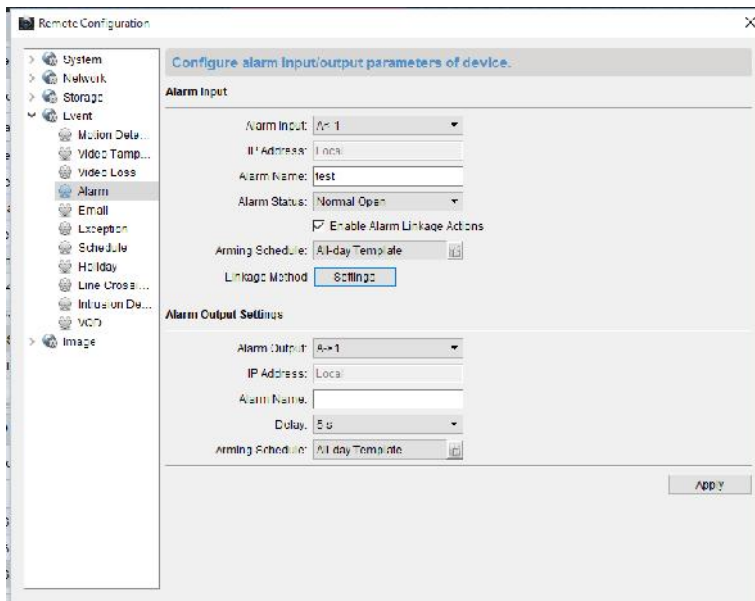 Remote Configuration
System
Network
Storage
Event
Motion Dete...
Video Tamp...
Video Loss
Alarm
Email
Exception
Schedule
Holiday
Line Crossi...
Intrusion De...
VQD
Image
Configure alarm input/output parameters of device.
Alarm Input
Alarm Input: A<-1
IP Address: Local
Alarm Name: test
Alarm Status: Normal Open
Enable Alarm Linkage Actions
Arming Schedule: All-day Template
Linkage Method Settings
Alarm Output Settings
Alarm Output: A->1
IP Address: Local
Alarm Name:
Delay: 5 s
Arming Schedule: All-day Template
Apply